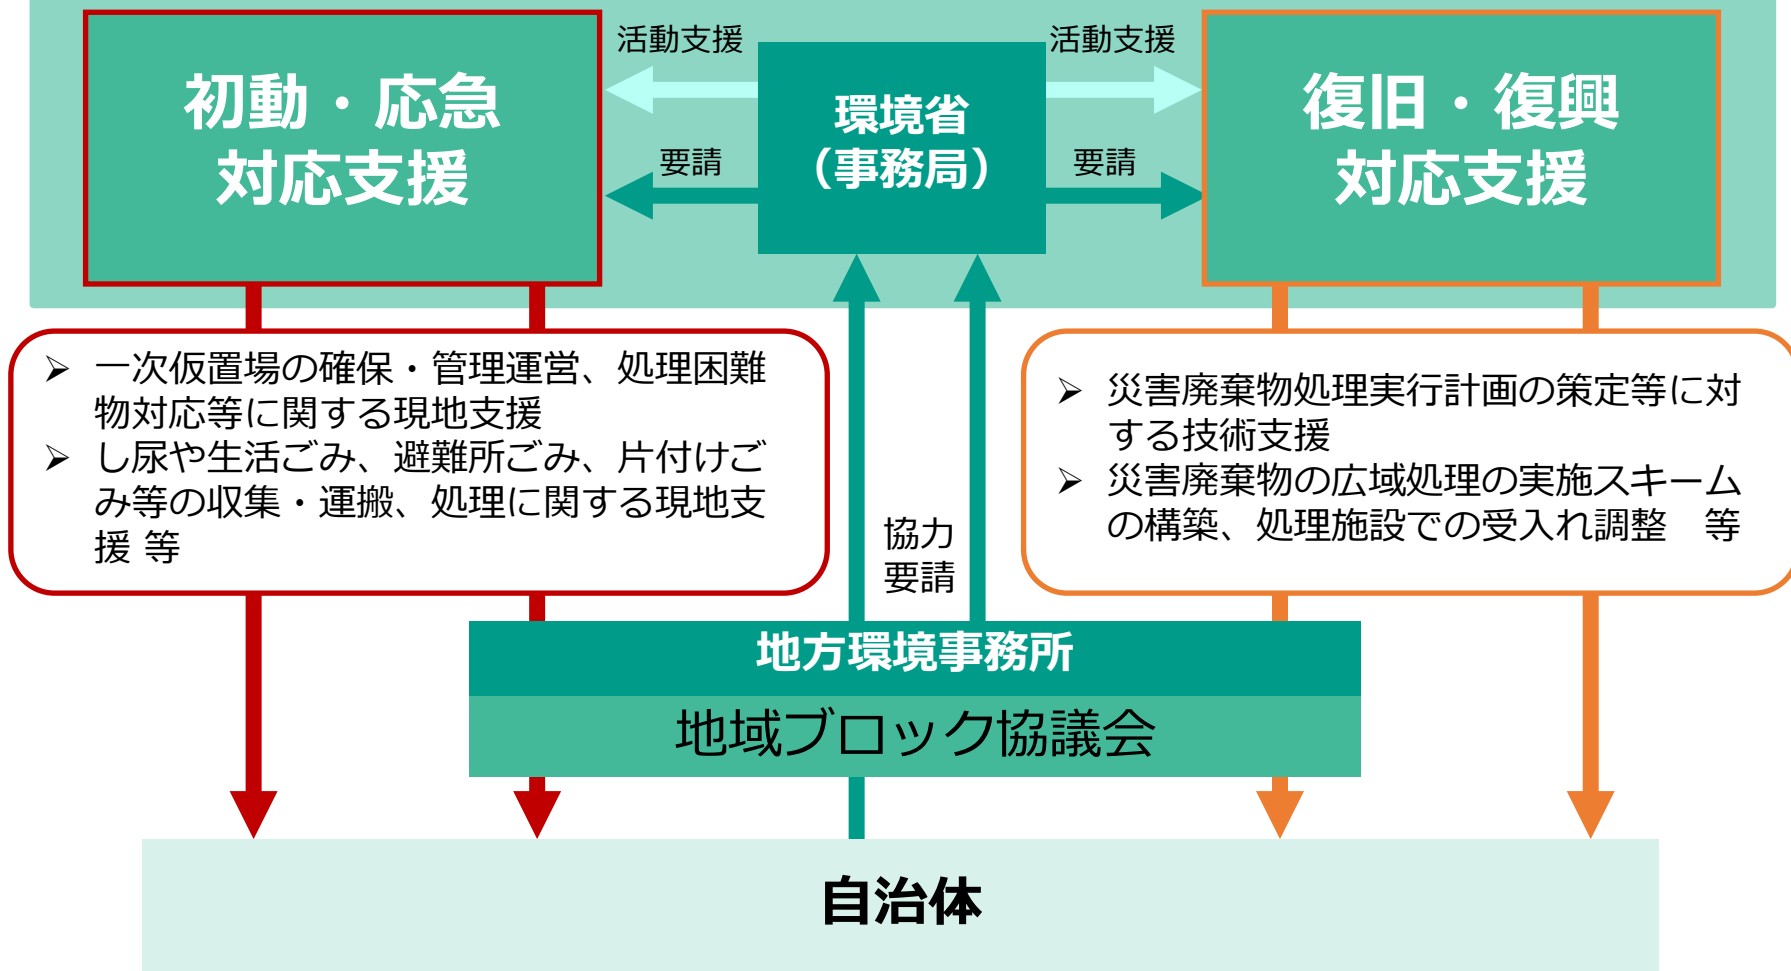 初動・応急
対応支援
活動支援
要請
環境省
（事務局）
活動支援
要請
復旧・復興
対応支援
➢ 一次仮置場の確保・管理運営、処理困難
物対応等に関する現地支援
➢ し尿や生活ごみ、避難所ごみ、片付けご
み等の収集・運搬、処理に関する現地支
援 等
➢ 災害廃棄物処理実行計画の策定等に対
する技術支援
➢ 災害廃棄物の広域処理の実施スキーム
の構築、処理施設での受入れ調整　等
協力
要請
地方環境事務所
地域ブロック協議会
自治体